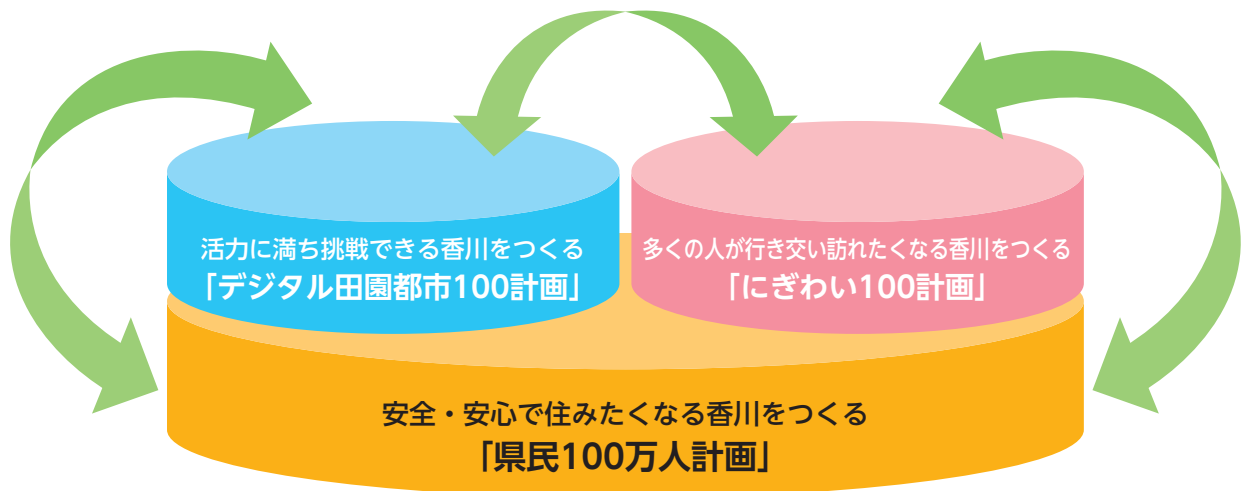 活力に満ち挑戦できる香川をつくる
「デジタル田園都市100計画」
多くの人が行き交い訪れたくなる香川をつくる
「にぎわい100計画」
安全・安心で住みたくなる香川をつくる
「県民100万人計画」